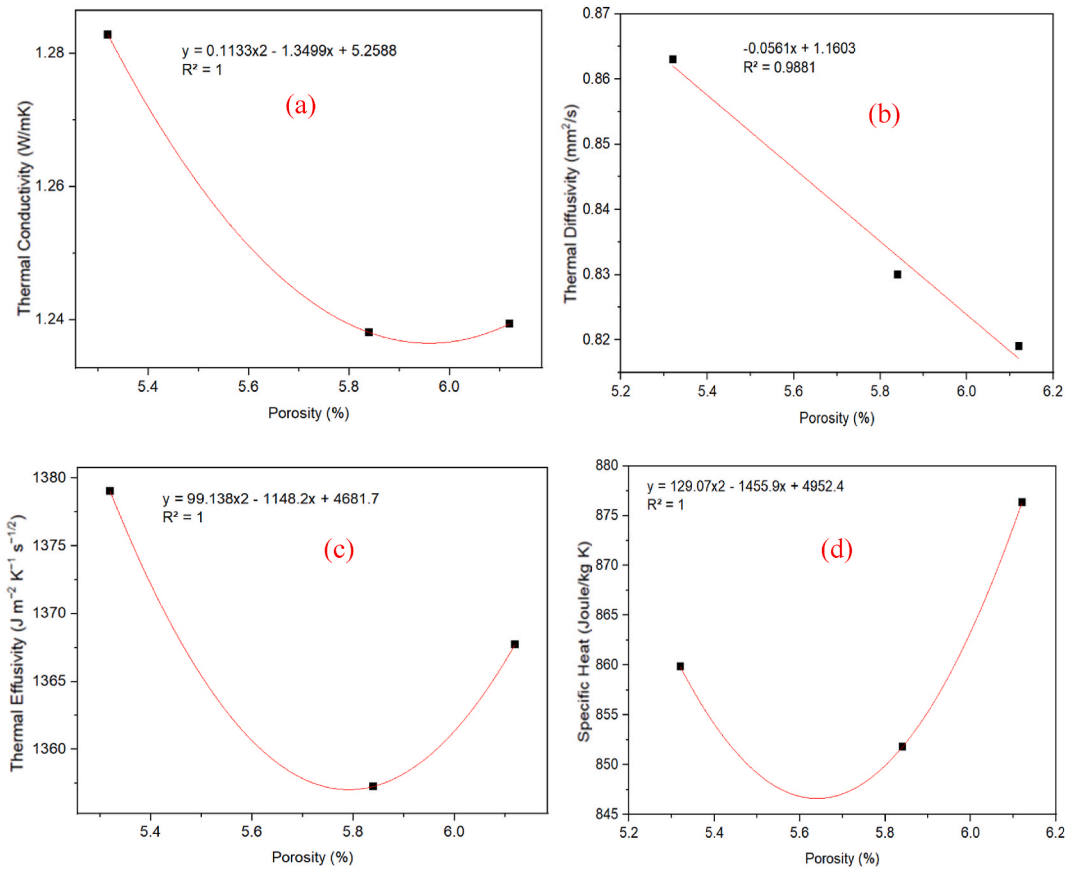 y = 0.1133x2 - 1.3499x + 5.2588
R² = 1
(a)
1.28
1.26
1.24
Thermal Conductivity (W/mK)
5.4 5.6 5.8 6.0
Porosity (%)
-0.0561x + 1.1603
R² = 0.9881
(b)
0.87
0.86
0.85
0.84
0.83
0.82
Thermal Diffusivity (mm²/s)
5.2 5.4 5.6 5.8 6.0 6.2
Porosity (%)
y = 99.138x2 - 1148.2x + 4681.7
R² = 1
(c)
1380
1375
1370
1365
1360
Thermal Effusivity (J m⁻² K⁻¹ s⁻¹/²)
5.4 5.6 5.8 6.0
Porosity (%)
y = 129.07x2 - 1455.9x + 4952.4
R² = 1
(d)
880
875
870
865
860
855
850
845
Specific Heat (Joule/kg K)
5.2 5.4 5.6 5.8 6.0 6.2
Porosity (%)